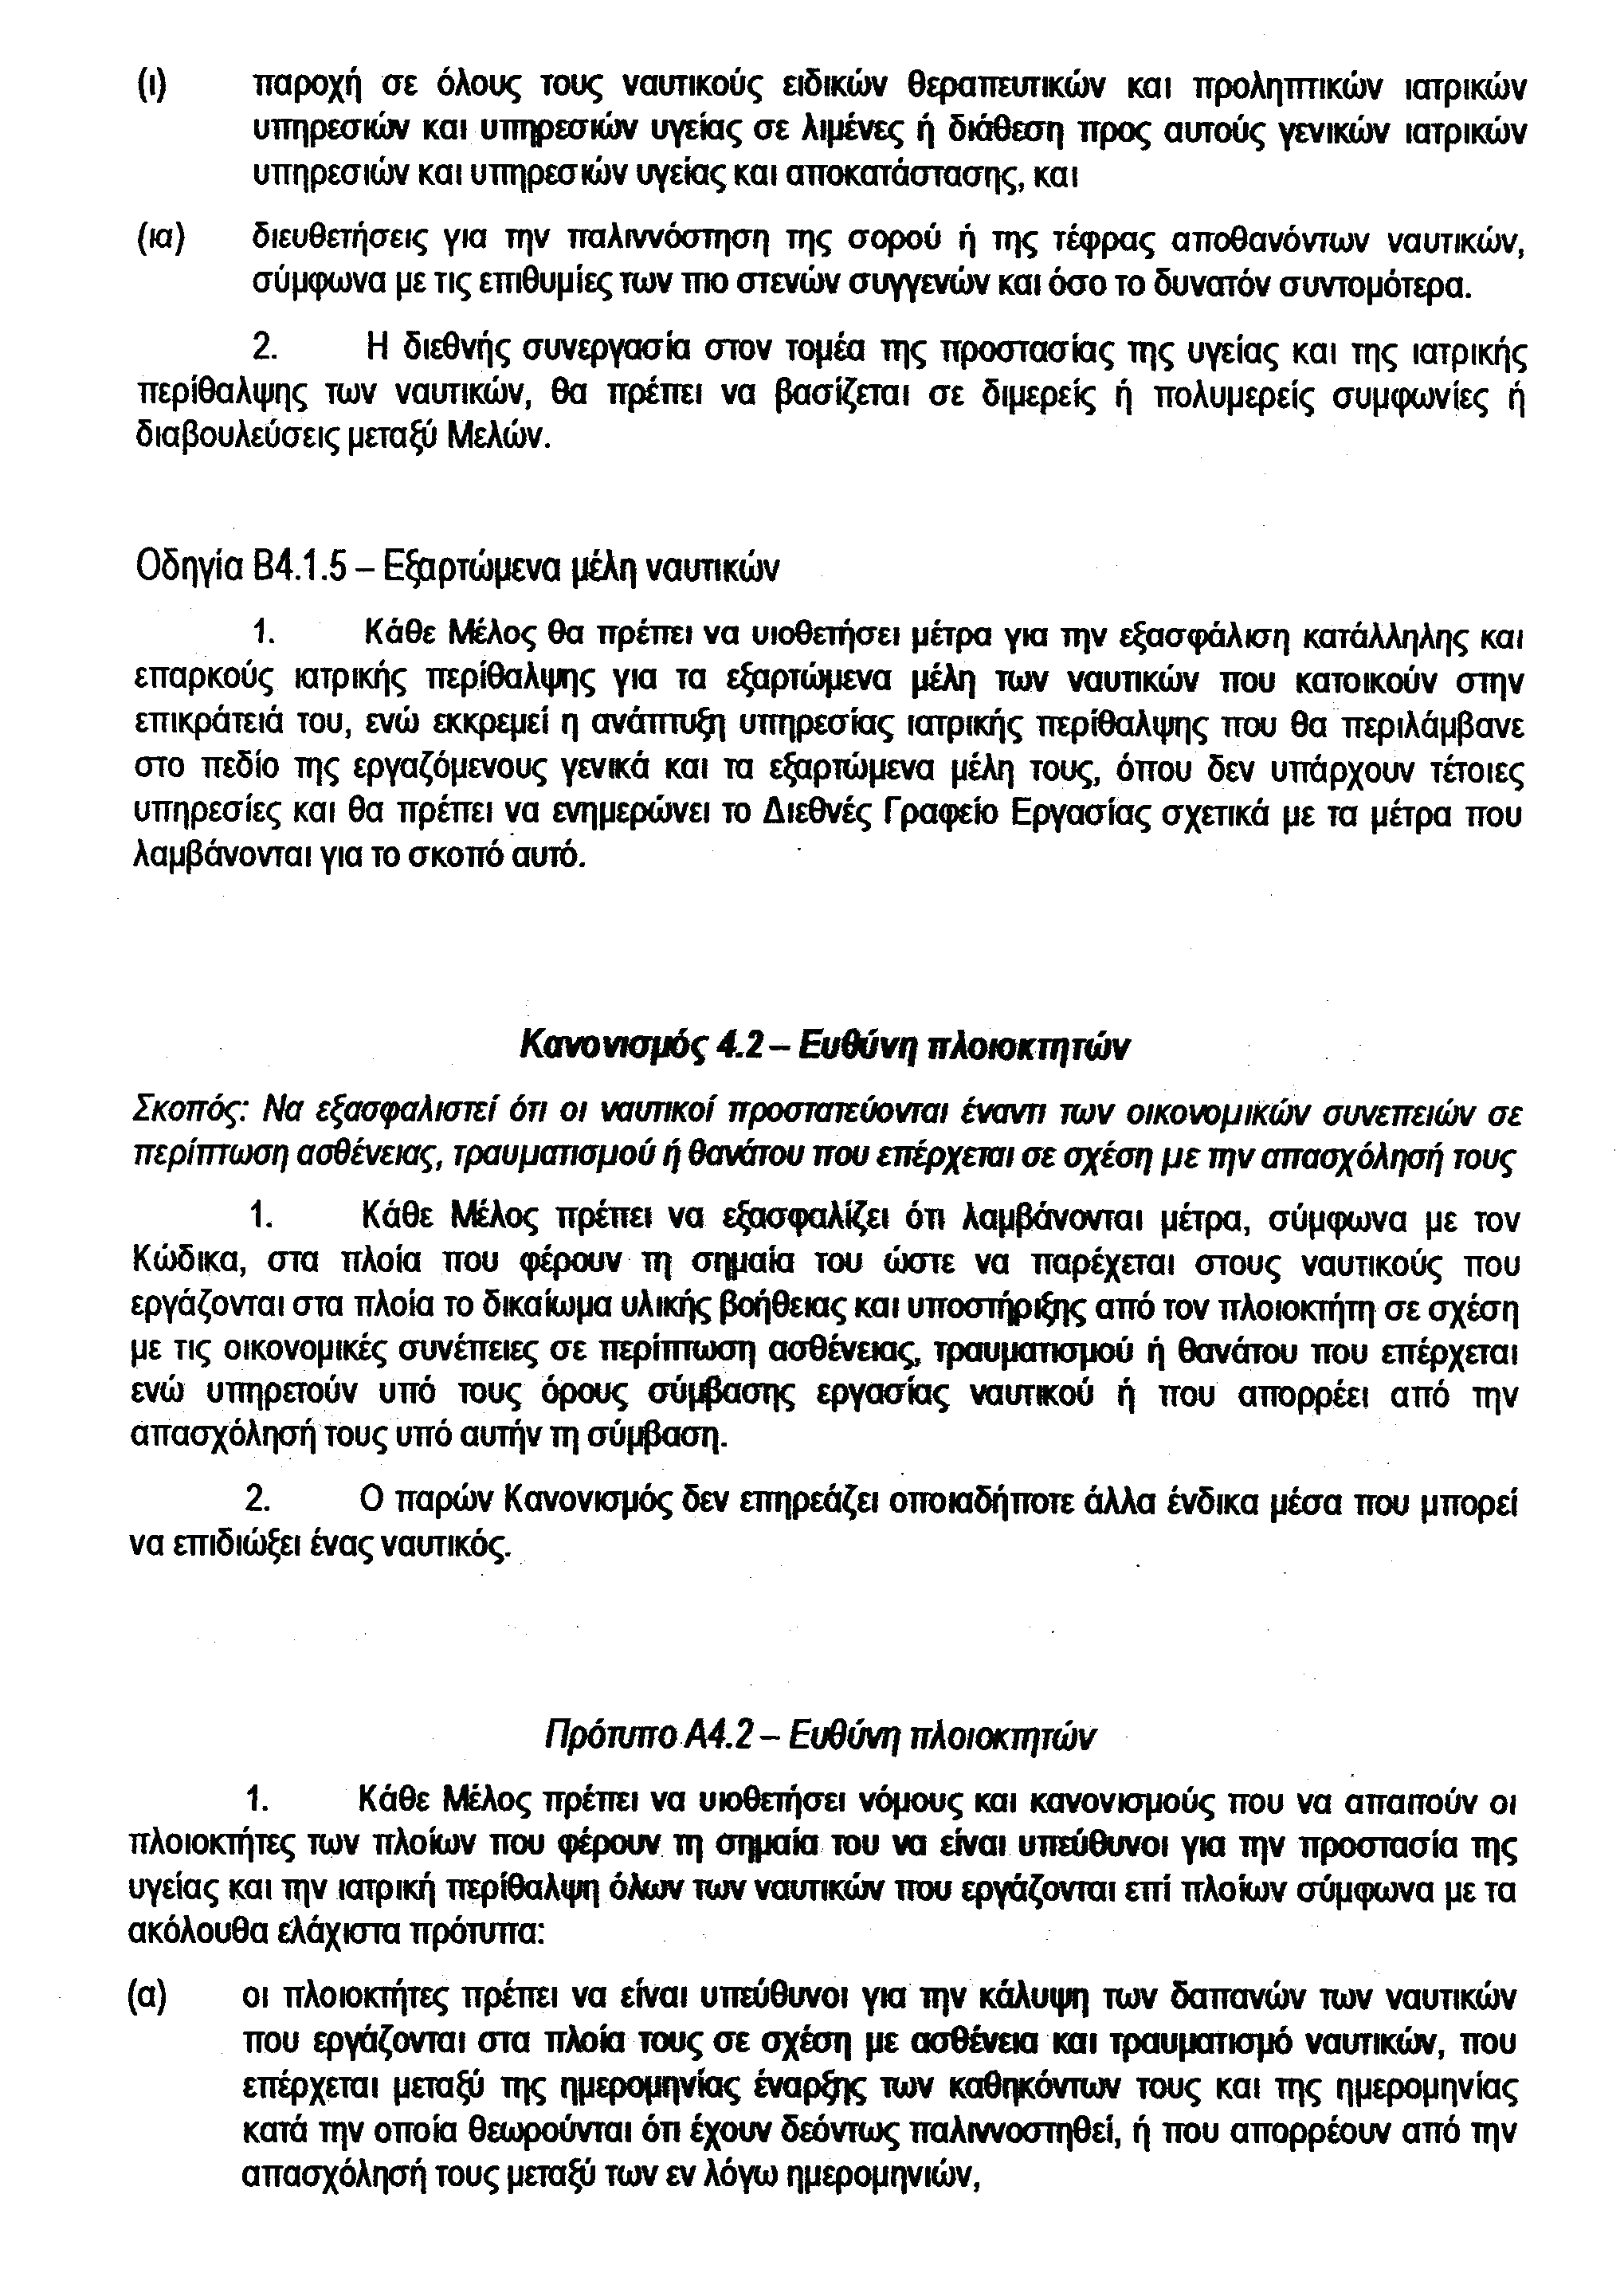 (ι) παροχή σε όλους τους ναυτικούς ειδικών θεραπευτικών και προληπτικών ιατρικών
υπηρεσιών και υπηρεσιών υγείας σε λιμένες ή διάθεση προς αυτούς γενικών ιατρικών
υπηρεσιών και υπηρεσιών υγείας και αποκατάστασης, και
(ια) διευθετήσεις για την παλιννόστηση της σορού ή της τέφρας αποθανόντων ναυτικών,
σύμφωνα με τις επιθυμίες των πιο στενών συγγενών και όσο το δυνατόν συντομότερα.
2. Η διεθνής συνεργασία στον τομέα της προστασίας της υγείας και της ιατρικής
περίθαλψης των ναυτικών, θα πρέπει να βασίζεται σε διμερείς ή πολυμερείς συμφωνίες ή
διαβουλεύσεις μεταξύ Μελών.
Οδηγία Β4.1.5 – Εξαρτώμενα μέλη ναυτικών
1. Κάθε Μέλος θα πρέπει να υιοθετήσει μέτρα για την εξασφάλιση κατάλληλης και
επαρκούς ιατρικής περίθαλψης για τα εξαρτώμενα μέλη των ναυτικών που κατοικούν στην
επικράτειά του, ενώ εκκρεμεί η ανάπτυξη υπηρεσίας ιατρικής περίθαλψης που θα περιλάμβανε
στο πεδίο της εργαζόμενους γενικά και τα εξαρτώμενα μέλη τους, όπου δεν υπάρχουν τέτοιες
υπηρεσίες και θα πρέπει να ενημερώνει το Διεθνές Γραφείο Εργασίας σχετικά με τα μέτρα που
λαμβάνονται για το σκοπό αυτό.
Κανονισμός 4.2 – Ευθύνη πλοιοκτητών
Σκοπός: Να εξασφαλιστεί ότι οι ναυτικοί προστατεύονται έναντι των οικονομικών συνεπειών σε
περίπτωση ασθένειας, τραυματισμού ή θανάτου που επέρχεται σε σχέση με την απασχόλησή τους
1. Κάθε Μέλος πρέπει να εξασφαλίζει ότι λαμβάνονται μέτρα, σύμφωνα με τον
Κώδικα, στα πλοία που φέρουν τη σημαία του ώστε να παρέχεται στους ναυτικούς που
εργάζονται στα πλοία το δικαίωμα υλικής βοήθειας και υποστήριξης από τον πλοιοκτήτη σε σχέση
με τις οικονομικές συνέπειες σε περίπτωση ασθένειας, τραυματισμού ή θανάτου που επέρχεται
ενώ υπηρετούν υπό τους όρους σύμβασης εργασίας ναυτικού ή που απορρέει από την
απασχόλησή τους υπό αυτήν τη σύμβαση.
2. Ο παρών Κανονισμός δεν επηρεάζει οποιαδήποτε άλλα ένδικα μέσα που μπορεί
να επιδιώξει ένας ναυτικός.
Πρότυπο Α4.2 – Ευθύνη πλοιοκτητών
1. Κάθε Μέλος πρέπει να υιοθετήσει νόμους και κανονισμούς που να απαιτούν οι
πλοιοκτήτες των πλοίων που φέρουν τη σημαία του να είναι υπεύθυνοι για την προστασία της
υγείας και την ιατρική περίθαλψη όλων των ναυτικών που εργάζονται επί πλοίων σύμφωνα με τα
ακόλουθα ελάχιστα πρότυπα:
(α) οι πλοιοκτήτες πρέπει να είναι υπεύθυνοι για την κάλυψη των δαπανών των ναυτικών
που εργάζονται στα πλοία τους σε σχέση με ασθένεια και τραυματισμό ναυτικών, που
επέρχεται μεταξύ της ημερομηνίας έναρξης των καθηκόντων τους και της ημερομηνίας
κατά την οποία θεωρούνται ότι έχουν δεόντως παλιννοστηθεί, ή που απορρέουν από την
απασχόλησή τους μεταξύ των εν λόγω ημερομηνιών,